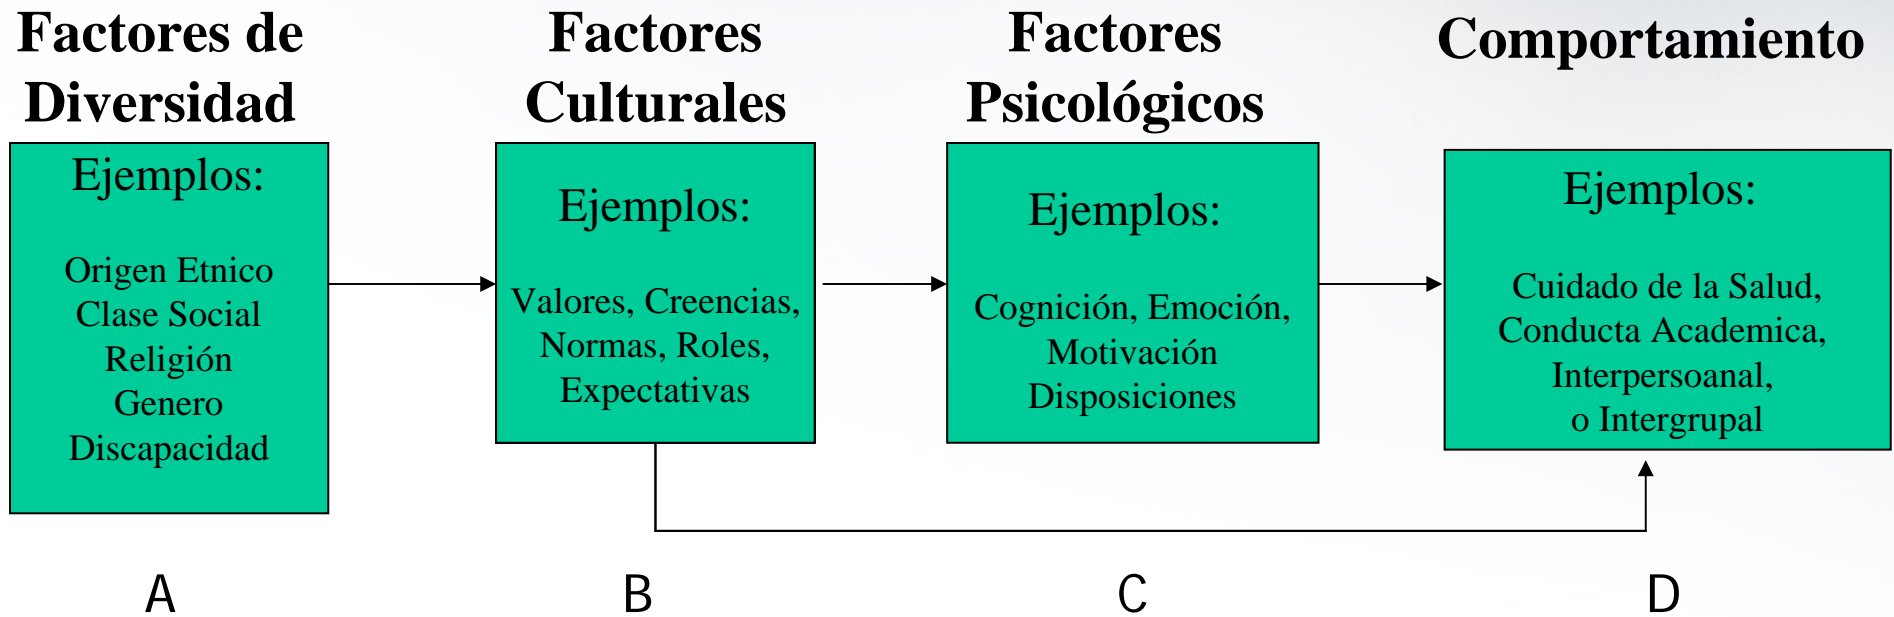 Factores de
Diversidad
Ejemplos:
Origen Etnico
Clase Social
Religión
Genero
Discapacidad
A
Factores
Culturales
Ejemplos:
Valores, Creencias,
Normas, Roles,
Expectativas
B
Factores
Psicológicos
Ejemplos:
Cognición, Emoción,
Motivación
Disposiciones
C
Comportamiento
Ejemplos:
Cuidado de la Salud,
Conducta Academica,
Interpersoanal,
o Intergrupal
D